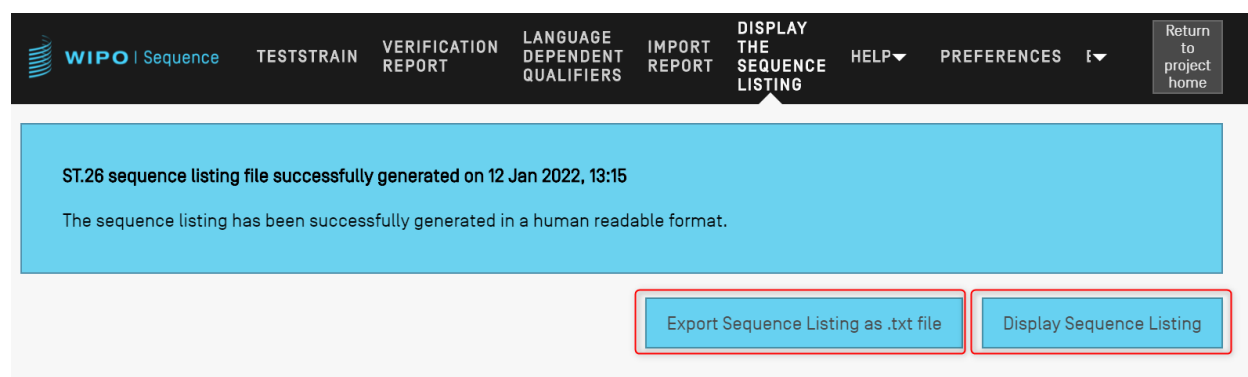 WIPO | Sequence
TESTSTRAIN
VERIFICATION
REPORT
LANGUAGE
DEPENDENT
QUALIFIERS
IMPORT
REPORT
DISPLAY
THE
SEQUENCE
LISTING
HELP
PREFERENCES
Return
to
project
home
ST.26 sequence listing file successfully generated on 12 Jan 2022, 13:15
The sequence listing has been successfully generated in a human readable format.
Export Sequence Listing as .txt file
Display Sequence Listing